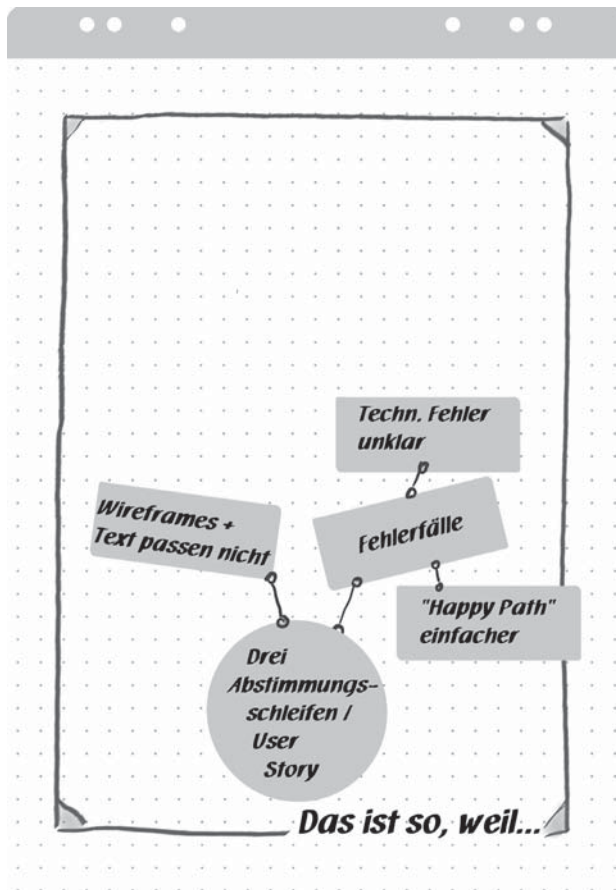 Techn. Fehler
unklar
Wireframes +
Text passen nicht
Fehlerfälle
"Happy Path"
einfacher
Drei
Abstimmungs-
schleifen /
User
Story
Das ist so, weil...